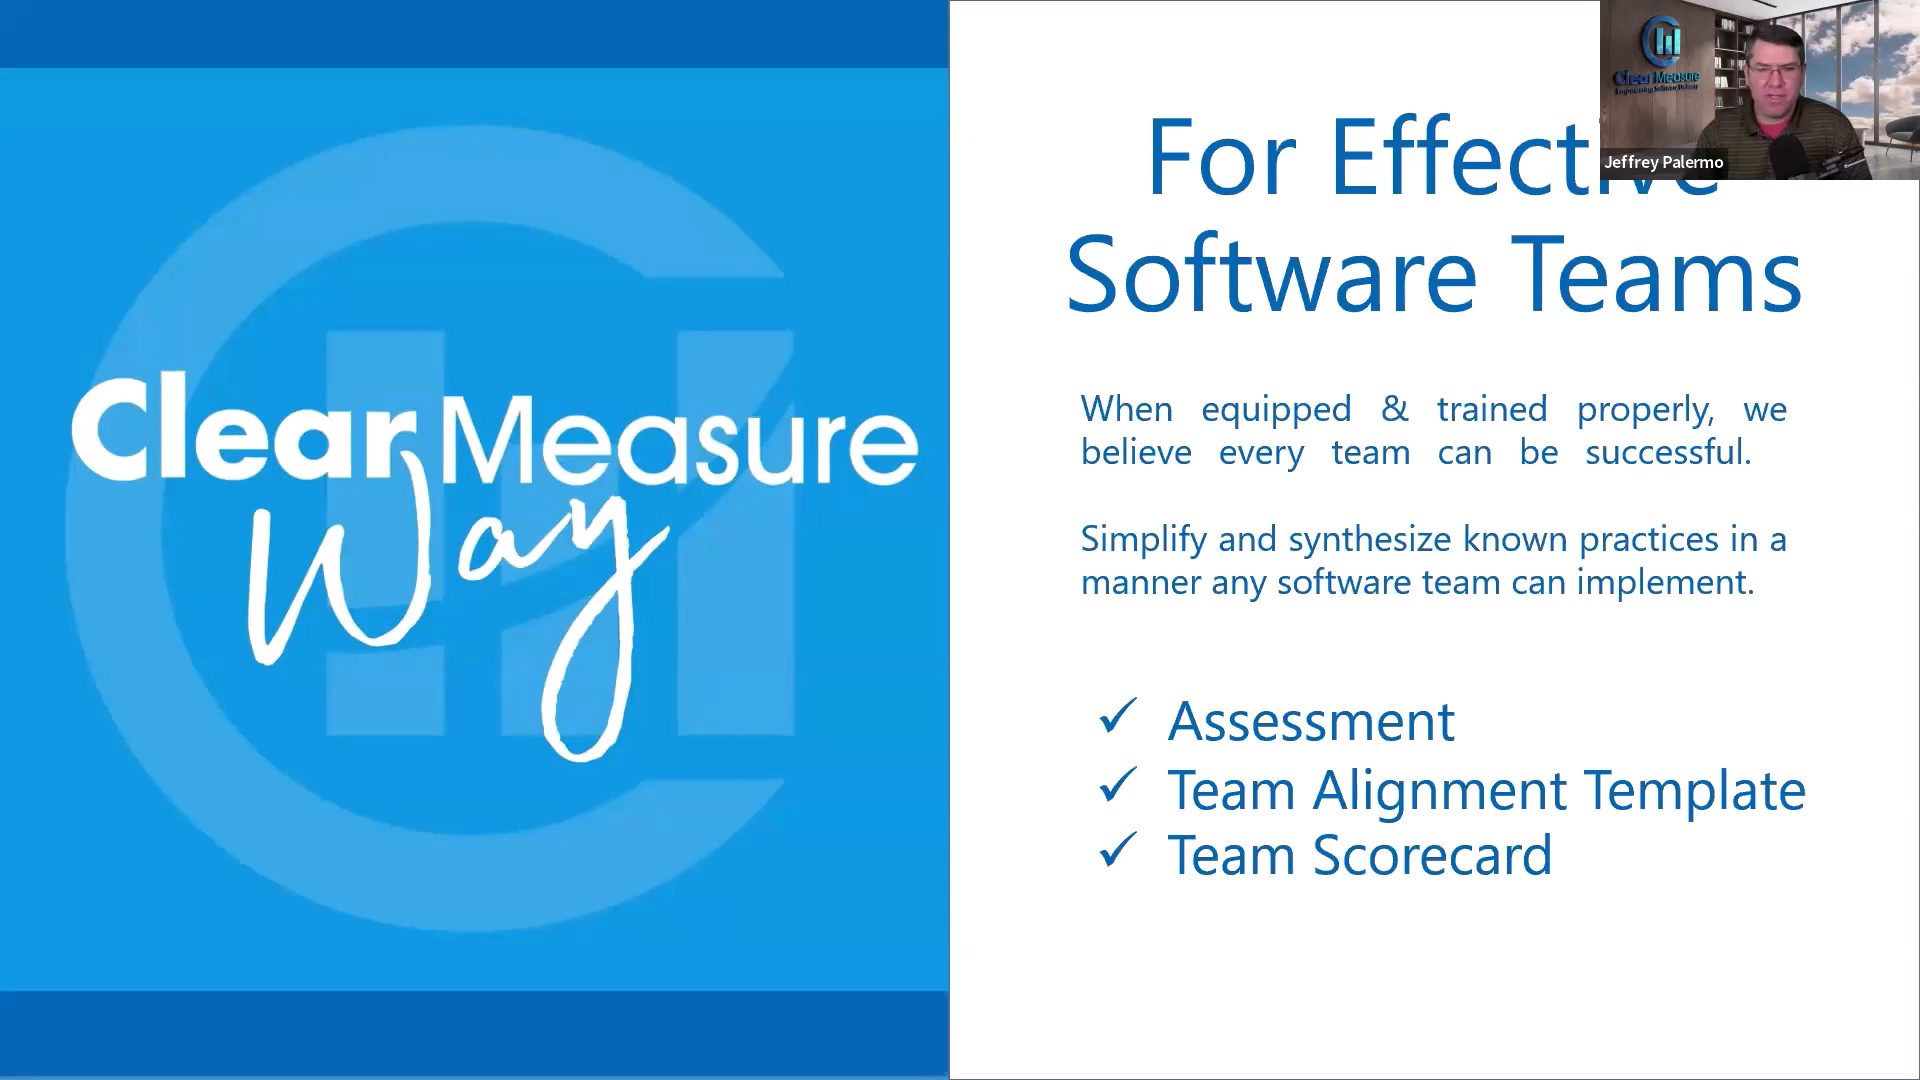 Clear Measure
Way
For Effective
Software Teams
When equipped & trained properly, we
believe every team can be successful.
Simplify and synthesize known practices in a
manner any software team can implement.
Assessment
Team Alignment Template
Team Scorecard
Clear Measure
Jeffrey Palermo